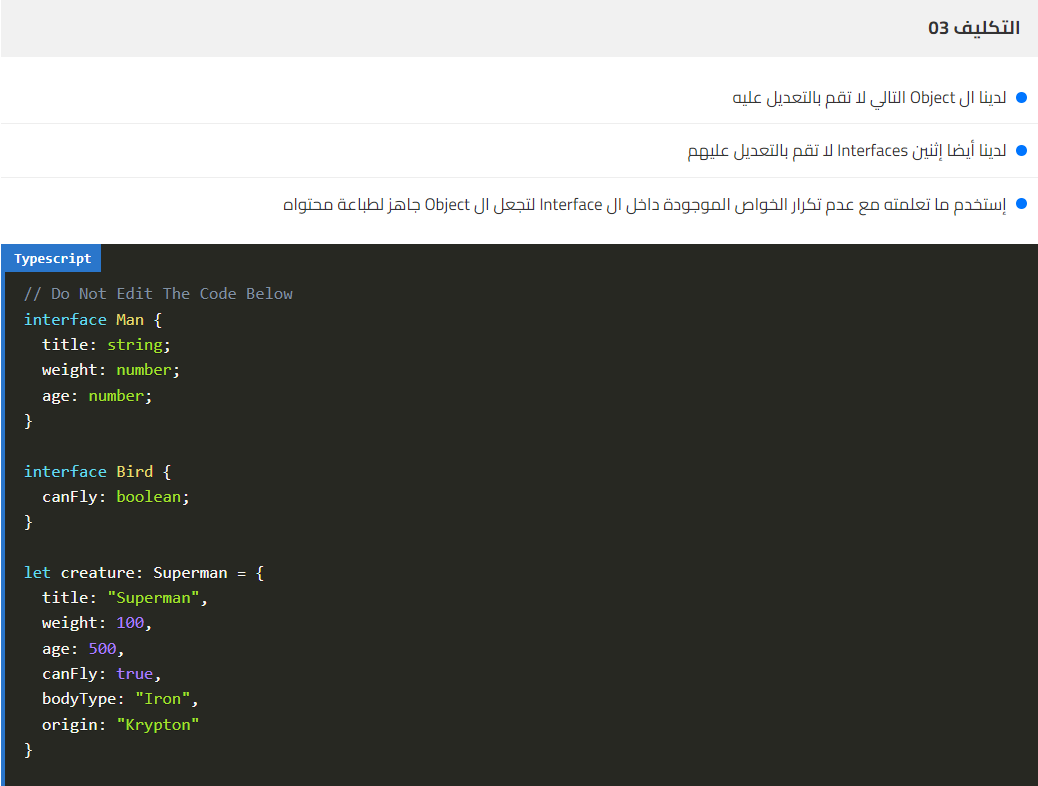 التكليف 03
لدينا ال Object التالي لا تقم بالتعديل عليه
لدينا أيضا إثنين Interfaces لا تقم بالتعديل عليهم
إستخدم ما تعلمته مع عدم تكرار الخواص الموجودة داخل ال Interface لتجعل ال Object جاهز لطباعة محتواه
Typescript
// Do Not Edit The Code Below
interface Man {
  title: string;
  weight: number;
  age: number;
}
interface Bird {
  canFly: boolean;
}
let creature: Superman = {
  title: "Superman",
  weight: 100,
  age: 500,
  canFly: true,
  bodyType: "Iron",
  origin: "Krypton"
}